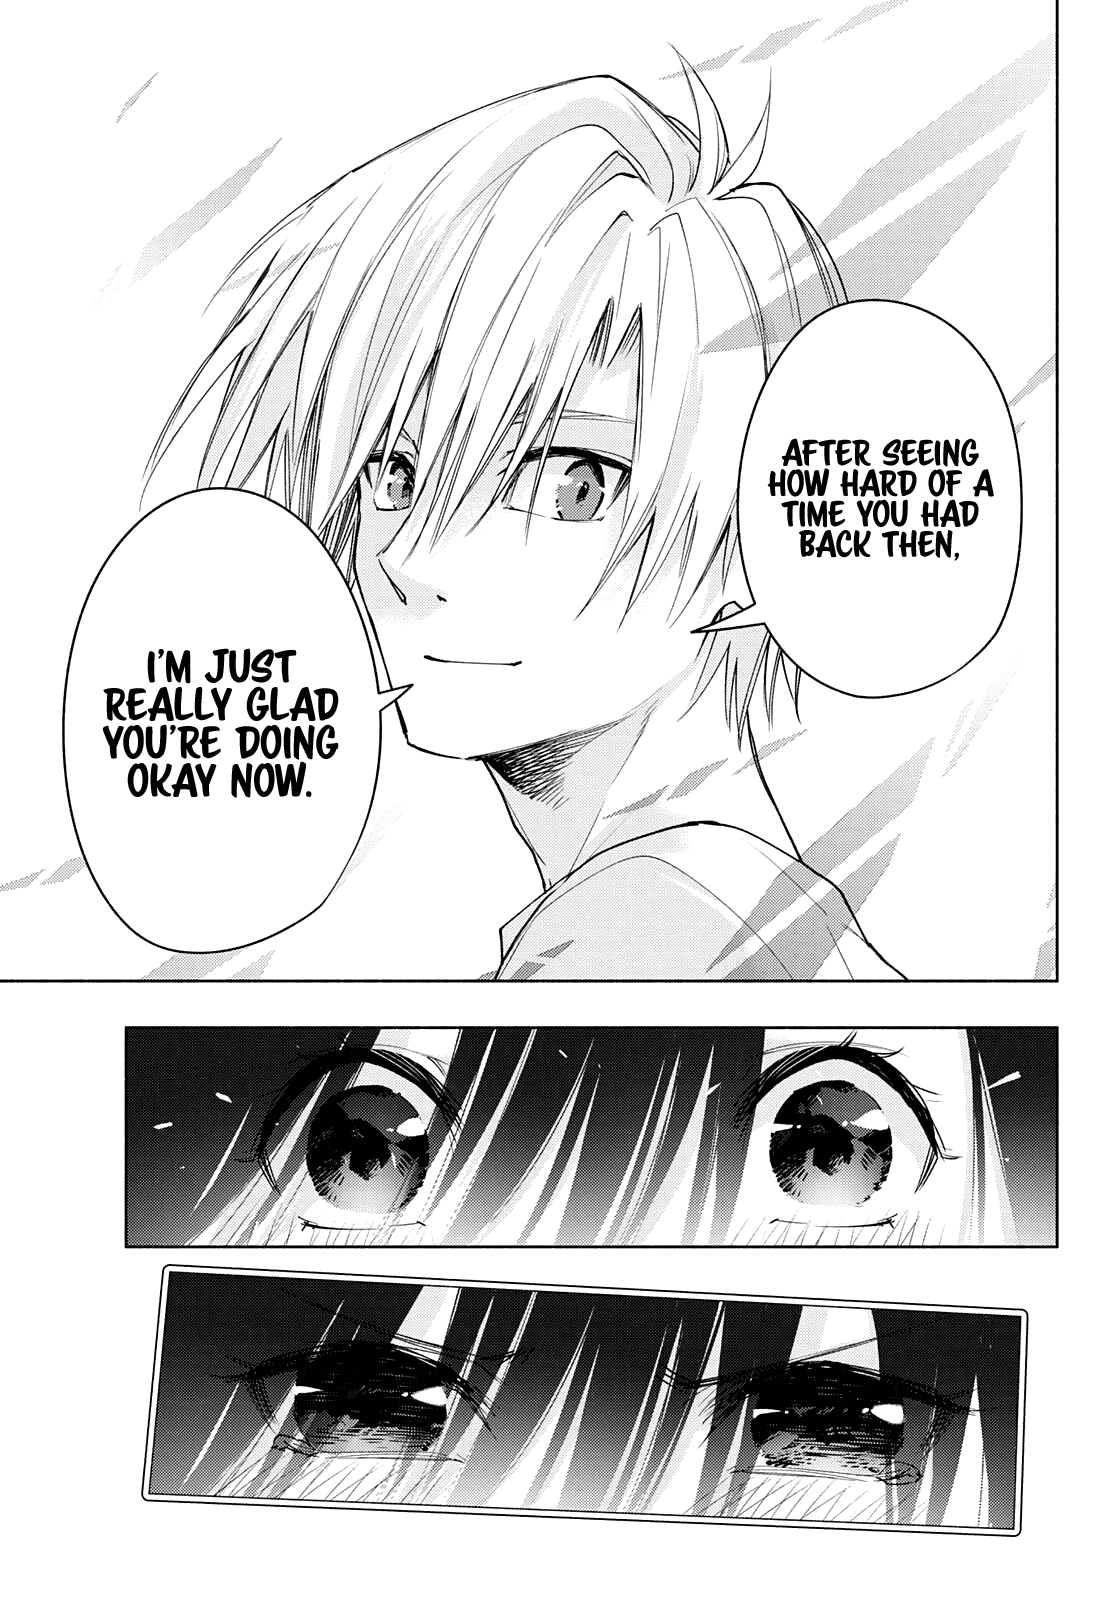 AFTER SEEING
HOW HARD OF A
TIME YOU HAD
BACK THEN,
I'M JUST
REALLY GLAD
YOU'RE DOING
OKAY NOW.